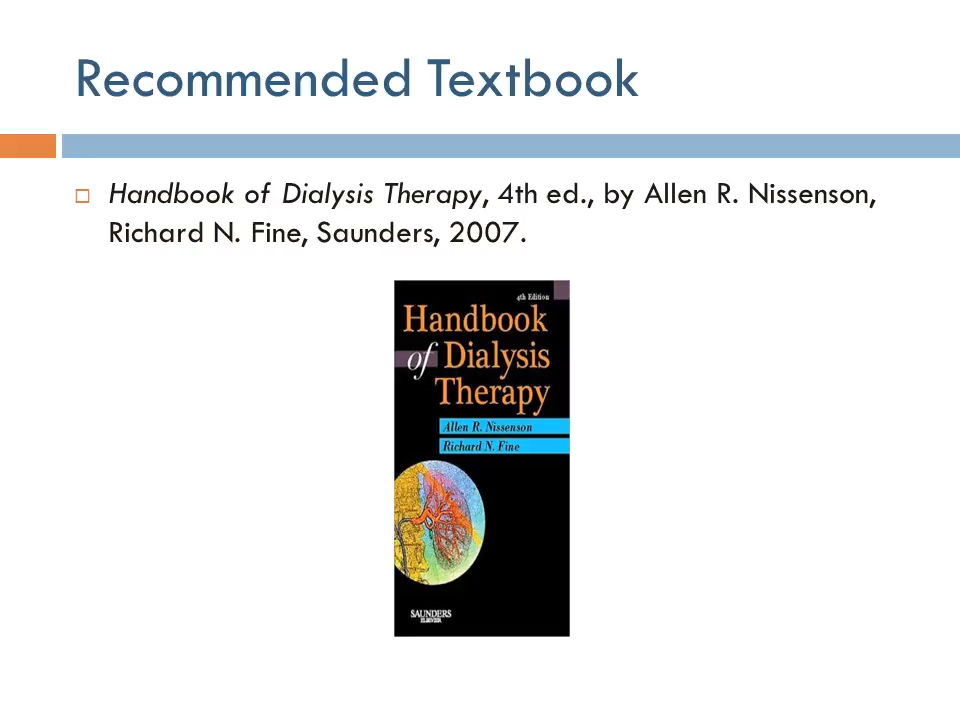 Recommended Textbook
Handbook of Dialysis Therapy, 4th ed., by Allen R. Nissenson,
Richard N. Fine, Saunders, 2007.
4th Edition
Handbook
of Dialysis
Therapy
Allen R. Nissenson
Richard N. Fine
SAUNDERS
ELSEVIER